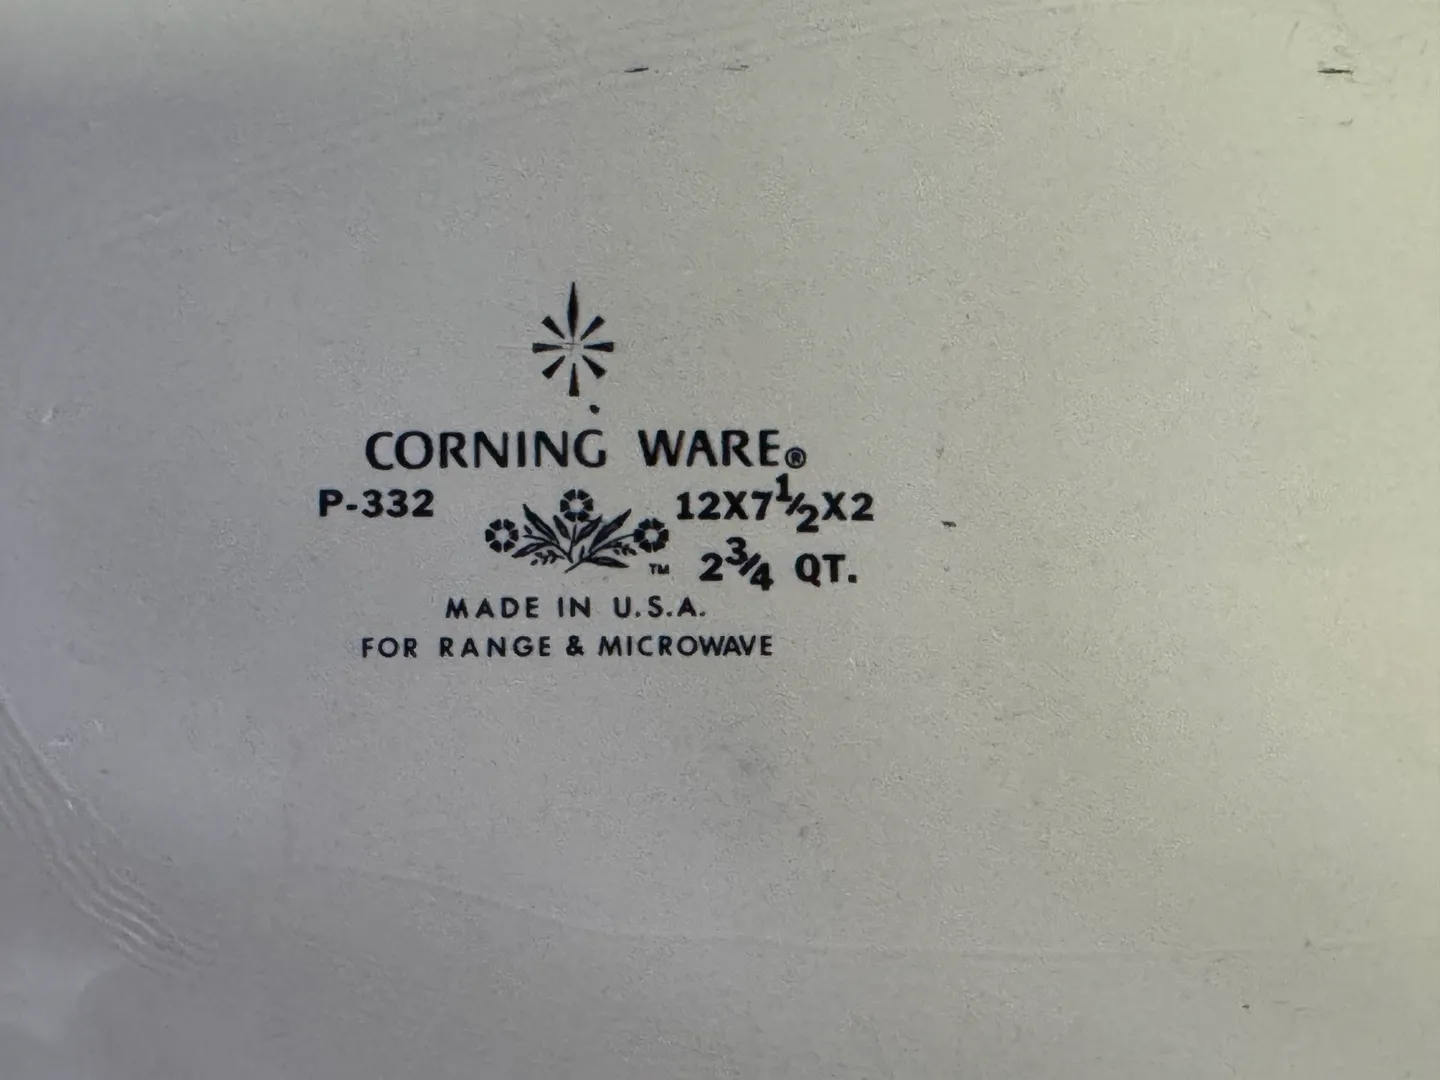 CORNING WARE®
P-332 12X7½X2
™ 2¾ QT.
MADE IN U.S.A.
FOR RANGE & MICROWAVE